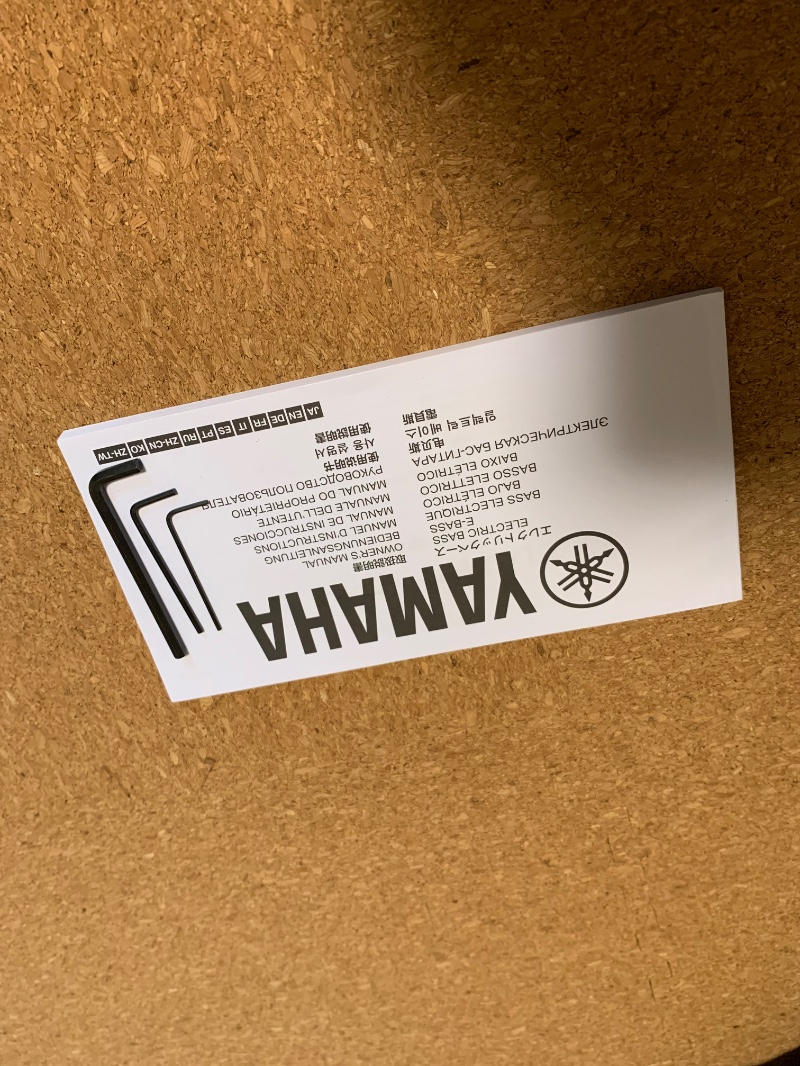 YAMAHA
エレクトリックベース
ELECTRIC BASS
E-BASS
BASS ELECTRIQUE
BAJO ELÉTRICO
BASSO ELETTRICO
BAIXO ELÉTRICO
ЭЛЕКТРИЧЕСКАЯ БАС-ГИТАРА
电贝斯
일렉트릭 베이스
電貝斯
取扱説明書
OWNER'S MANUAL
BEDIENUNGSANLEITUNG
MANUEL D'INSTRUCTIONS
MANUAL DE INSTRUCCIONES
MANUALE DELL'UTENTE
MANUAL DO PROPRIETÁRIO
РУКОВОДСТВО ПОЛЬЗОВАТЕЛЯ
使用说明书
사용 설명서
使用說明書
JA EN DE FR IT ES PT RU ZH-CN KO ZH-TW